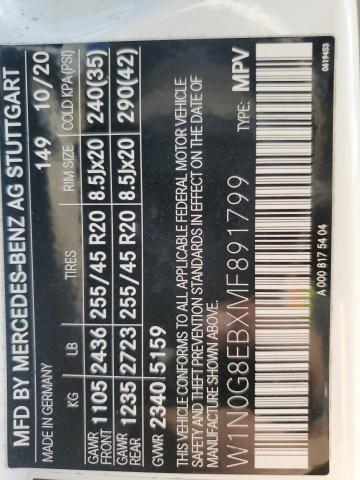 MFD BY MERCEDES-BENZ AG STUTTGART
MADE IN GERMANY 149 10/20
KG LB TIRES RIM SIZE COLD KPA(PSI)
GAWR FRONT 1105 2436 255/45 R20 8.5Jx20 240(35)
GAWR REAR 1235 2723 255/45 R20 8.5Jx20 290(42)
GVWR 2340 5159
THIS VEHICLE CONFORMS TO ALL APPLICABLE FEDERAL MOTOR VEHICLE
SAFETY AND THEFT PREVENTION STANDARDS IN EFFECT ON THE DATE OF
MANUFACTURE SHOWN ABOVE.
TYPE: MPV
W1N0G8EBXMF891799
A 000 817 54 04
0619453